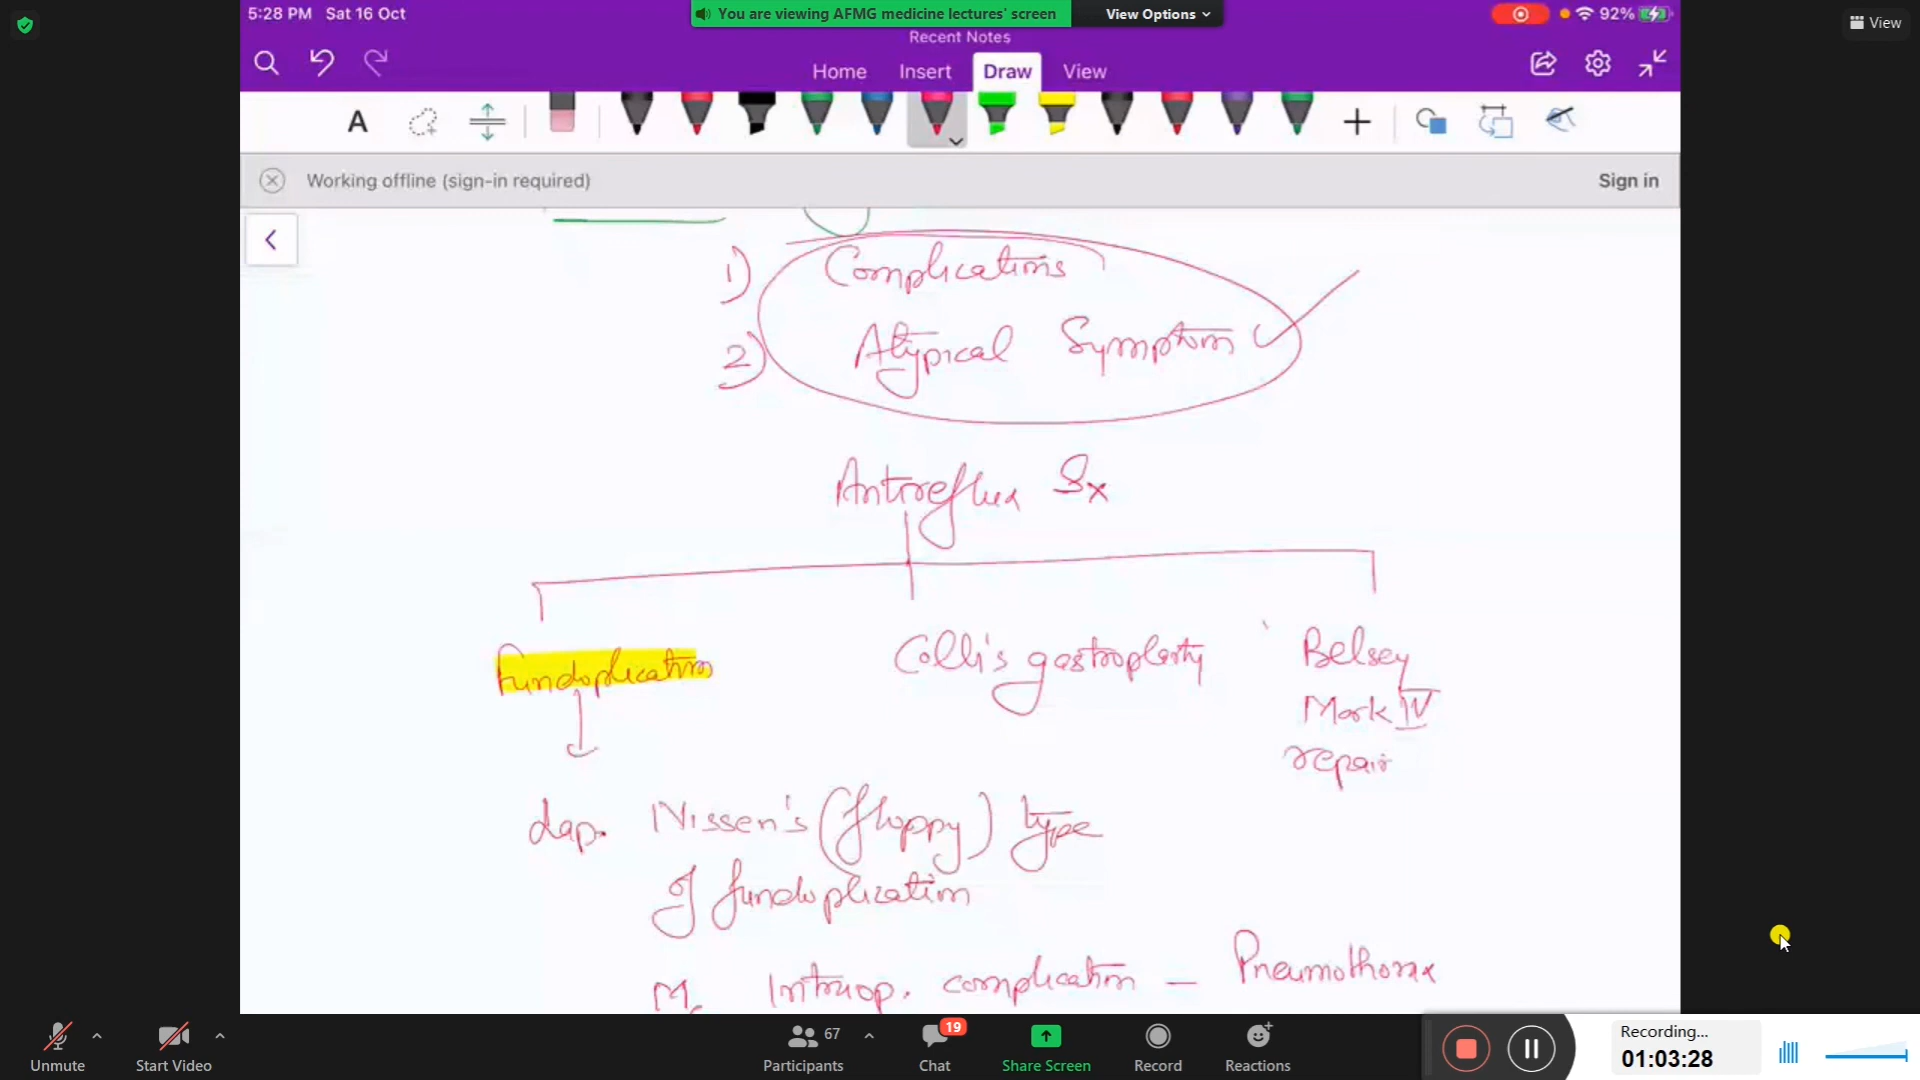 5:28 PM Sat 16 Oct
You are viewing AFMG medicine lectures' screen
View Options
92%
View
Recent Notes
Home Insert Draw View
A
Working offline (sign-in required)
Sign in
1) Complications
2) Atypical Symptom
Antireflux Sx
Fundoplication
Colli's gastroplasty
Belsey
Mark IV
repair
Lap. Nissen's (floppy) type
of fundoplication
Mc Intraop. complication - Pneumothorax
Unmute
Start Video
67
Participants
19
Chat
Share Screen
Record
Reactions
Recording...
01:03:28